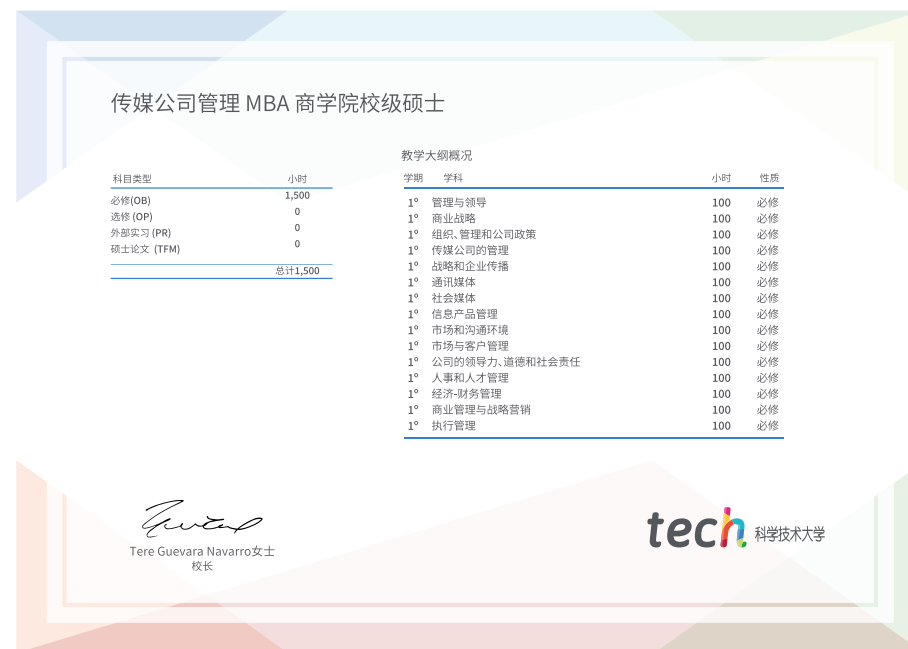 传媒公司管理 MBA 商学院校级硕士
科目类型 小时
必修(OB) 1,500
选修 (OP) 0
外部实习 (PR) 0
硕士论文 (TFM) 0
总计1,500
教学大纲概况
学期 学科 小时 性质
1º 管理与领导 100 必修
1º 商业战略 100 必修
1º 组织、管理和公司政策 100 必修
1º 传媒公司的管理 100 必修
1º 战略和企业传播 100 必修
1º 通讯媒体 100 必修
1º 社会媒体 100 必修
1º 信息产品管理 100 必修
1º 市场和沟通环境 100 必修
1º 市场与客户管理 100 必修
1º 公司的领导力、道德和社会责任 100 必修
1º 人事和人才管理 100 必修
1º 经济-财务管理 100 必修
1º 商业管理与战略营销 100 必修
1º 执行管理 100 必修
Tere Guevara Navarro女士
校长
tech 科学技术大学